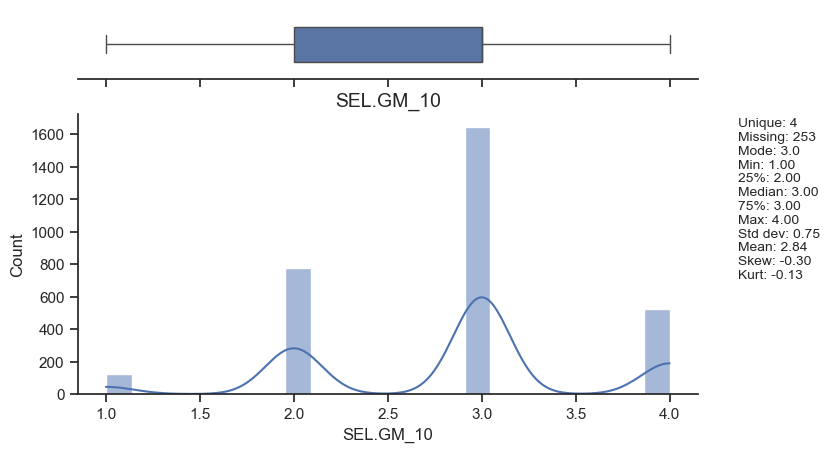 SEL.GM_10
Unique: 4
Missing: 253
Mode: 3.0
Min: 1.00
25%: 2.00
Median: 3.00
75%: 3.00
Max: 4.00
Std dev: 0.75
Mean: 2.84
Skew: -0.30
Kurt: -0.13
Count
1600
1400
1200
1000
800
600
400
200
0
1.0 1.5 2.0 2.5 3.0 3.5 4.0
SEL.GM_10